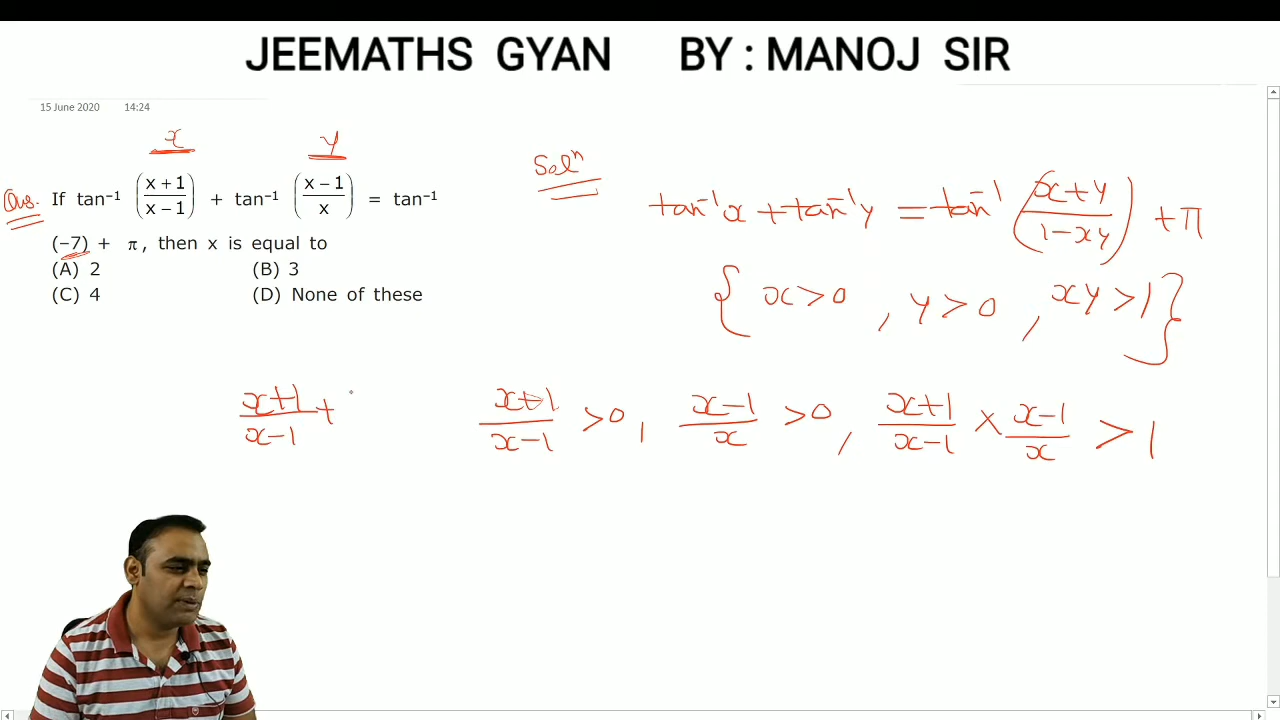 JEEMATHS GYAN BY : MANOJ SIR
15 June 2020 14:24
x y
Ques. If tan⁻¹ ((x + 1)/(x − 1)) + tan⁻¹ ((x − 1)/x) = tan⁻¹
(−7) + π, then x is equal to
(A) 2 (B) 3
(C) 4 (D) None of these
Solⁿ
tan⁻¹x + tan⁻¹y = tan⁻¹ ((x+y)/(1−xy)) + π
{ x>0 , y>0 , xy>1 }
(x+1)/(x−1) +
(x+1)/(x−1) >0 , (x−1)/x >0 , (x+1)/(x−1) × (x−1)/x > 1